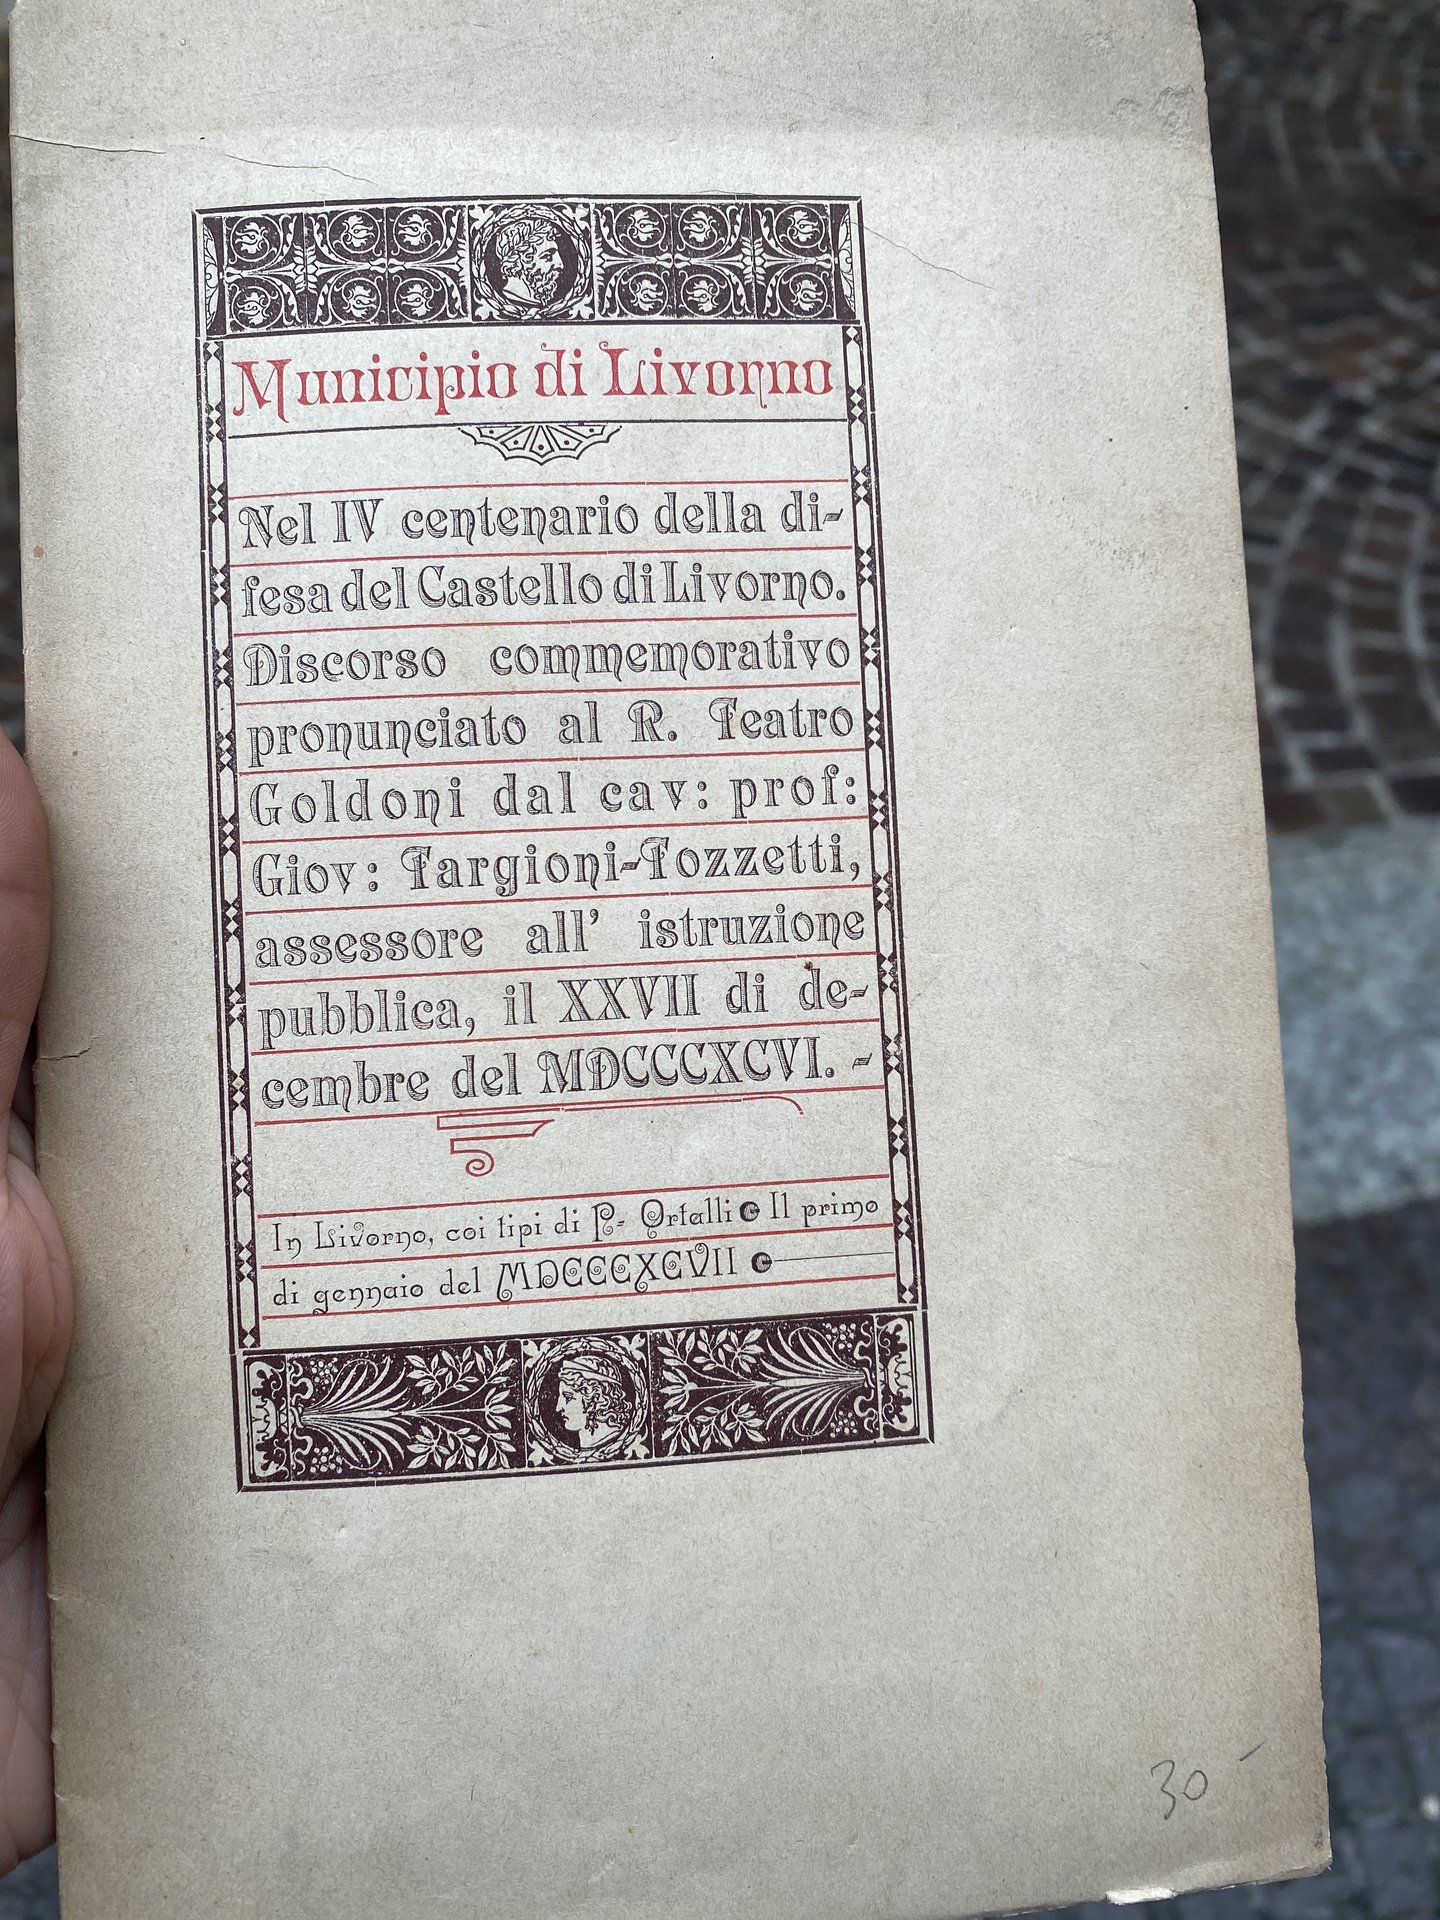 Municipio di Livorno
Nel IV centenario della di-
fesa del Castello di Livorno.
Discorso commemorativo
pronunciato al R. Teatro
Goldoni dal cav: prof:
Giov: Targioni-Tozzetti,
assessore all' istruzione
pubblica, il XXVII di de-
cembre del MDCCCXCVI. -
In Livorno, coi tipi di P. Ortalli Il primo
di gennaio del MDCCCXCVII
30 -